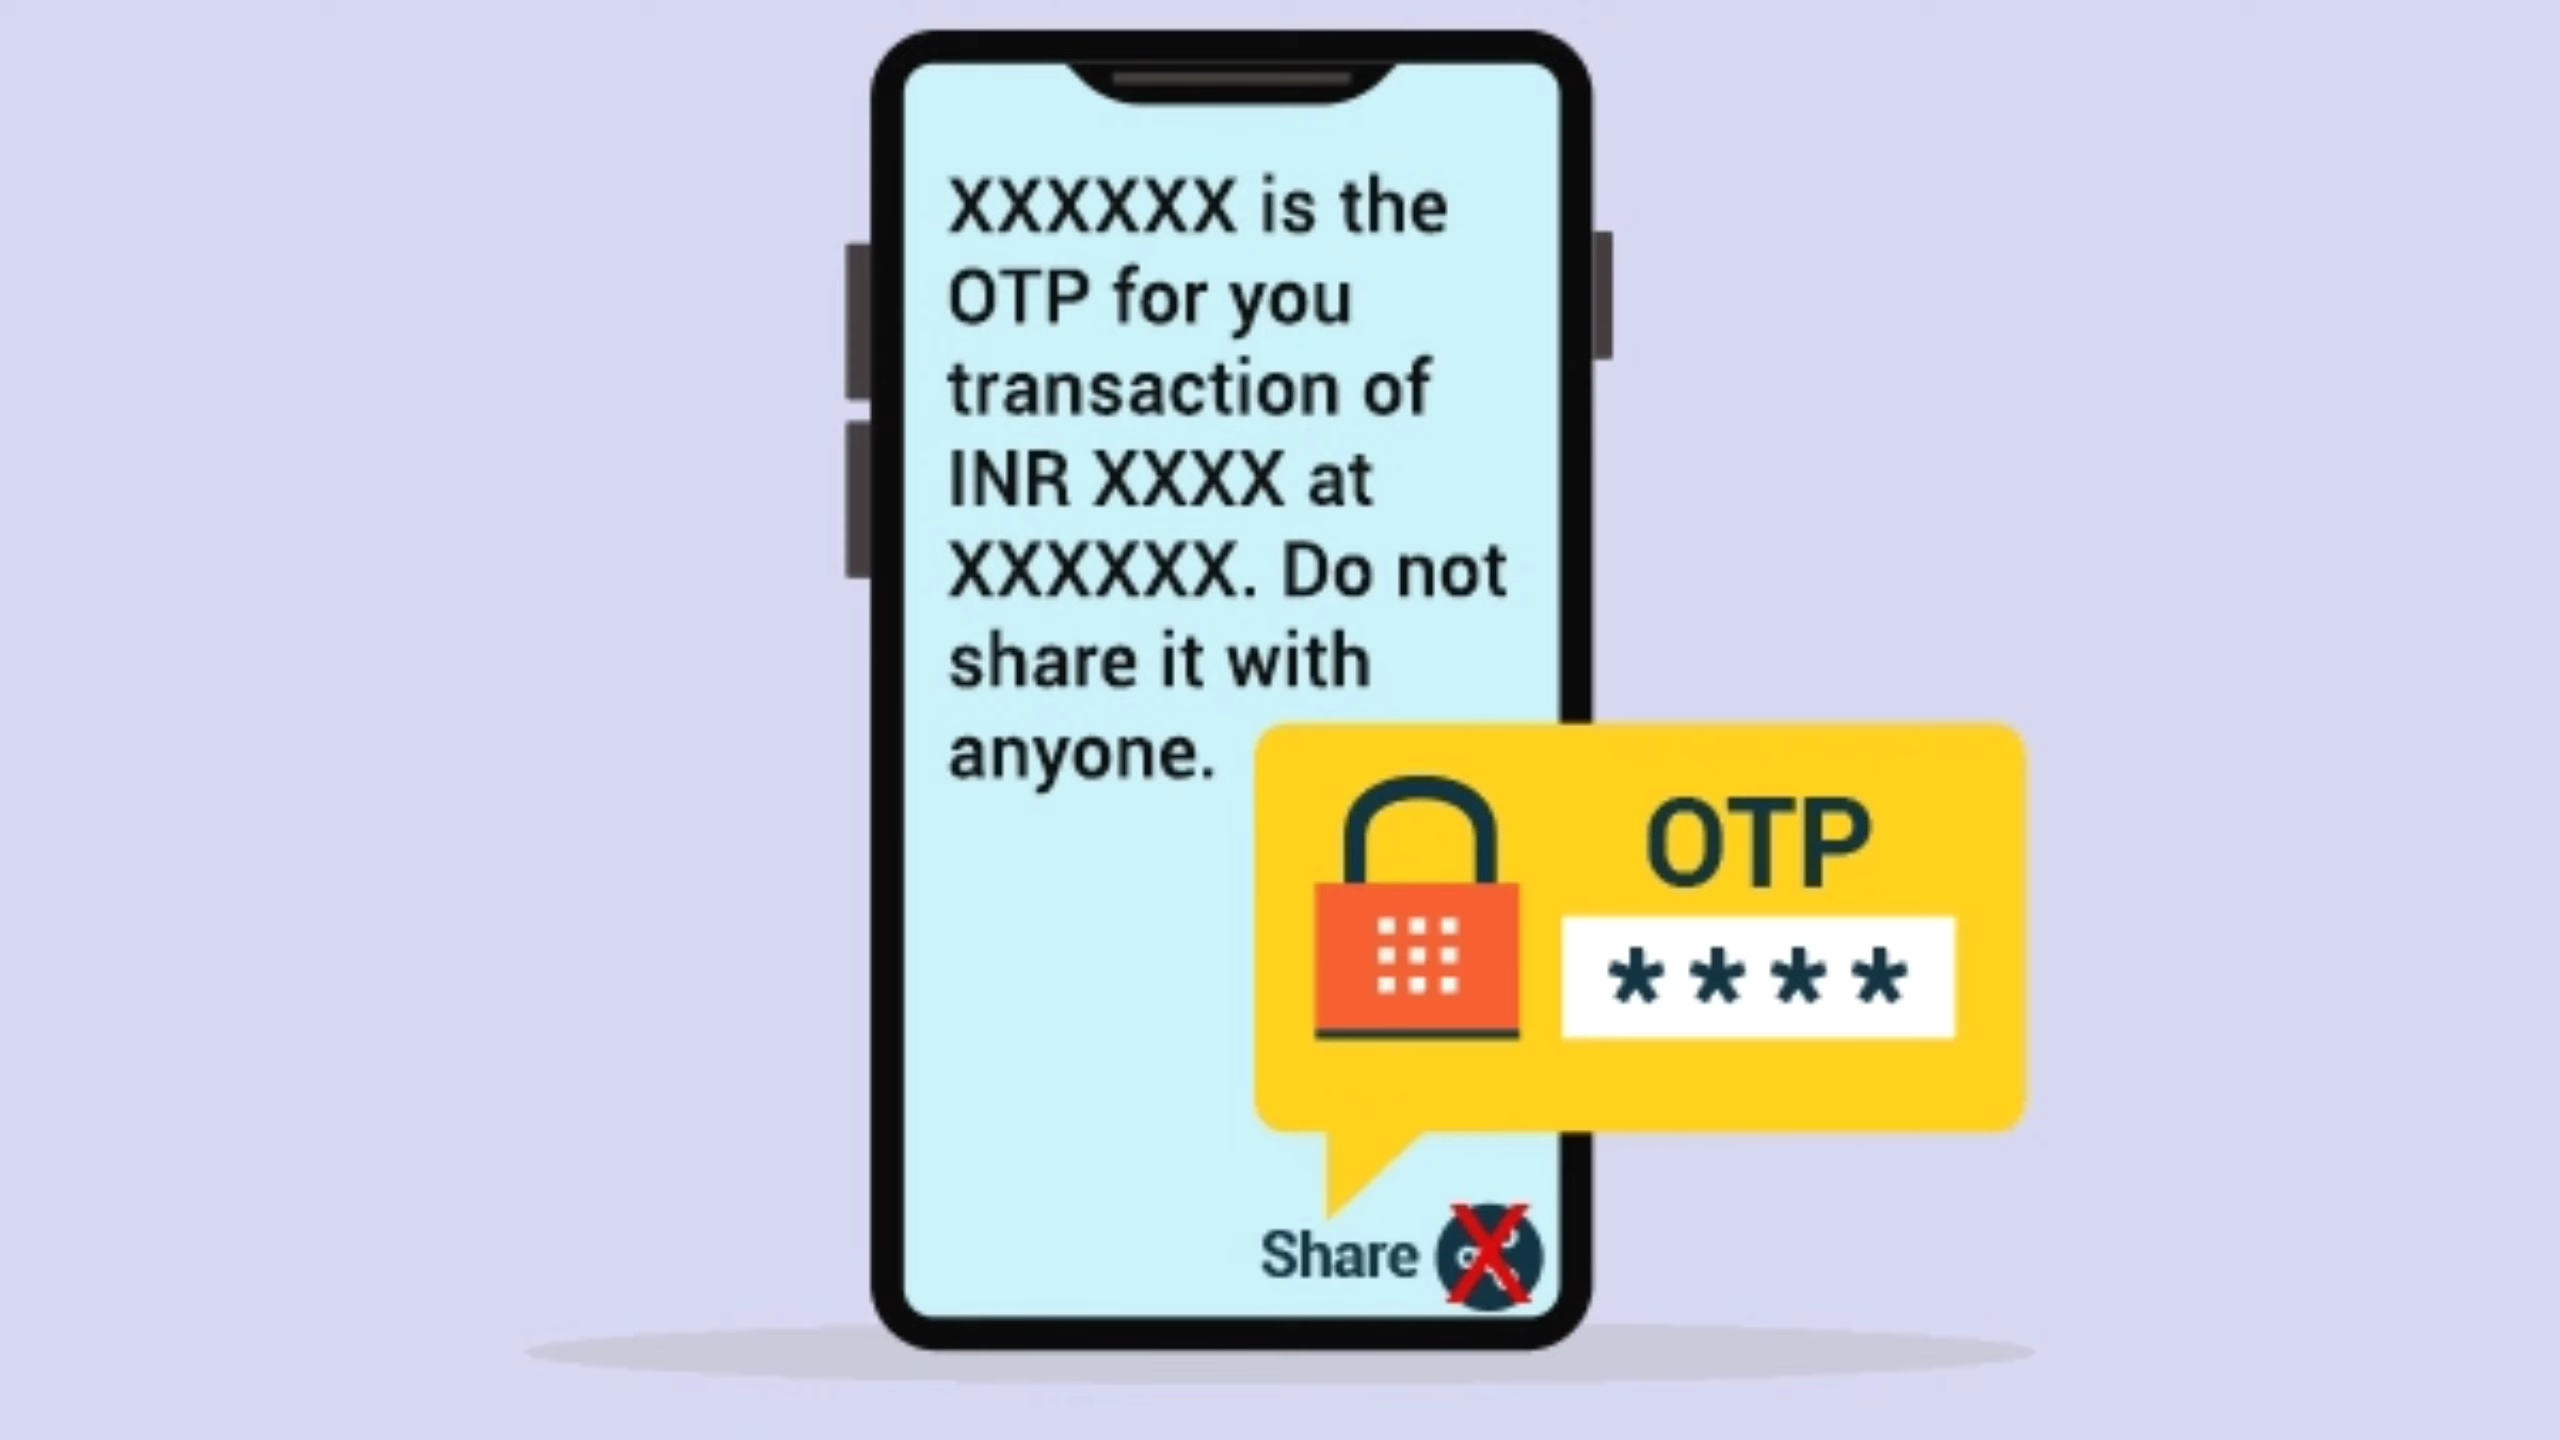 XXXXXX is the
OTP for you
transaction of
INR XXXX at
XXXXXX. Do not
share it with
anyone.
OTP
****
Share